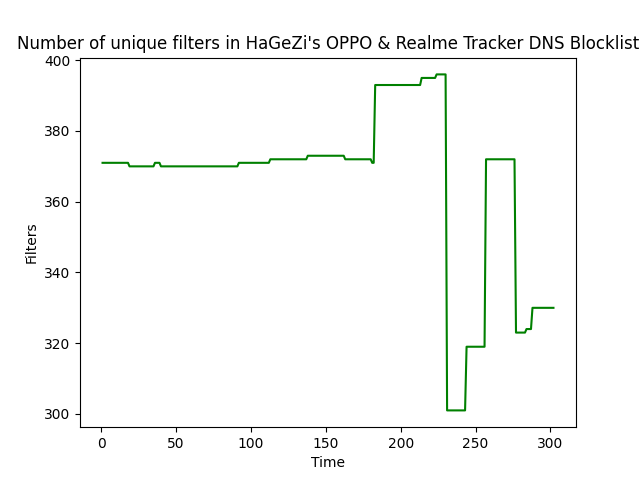 Number of unique filters in HaGeZi's OPPO & Realme Tracker DNS Blocklist
400
380
360
340
320
300
Filters
0 50 100 150 200 250 300
Time